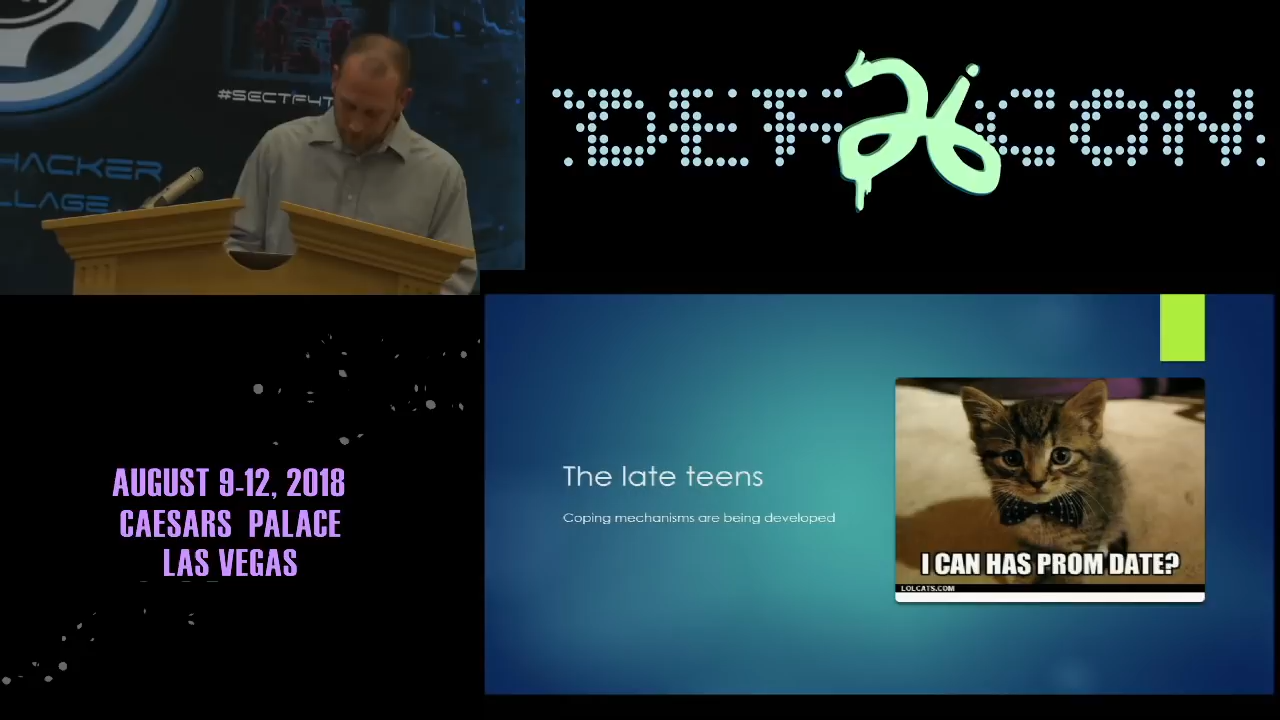 #SECTF4T
HACKER
LLAGE
DEF 26 CON
AUGUST 9-12, 2018
CAESARS PALACE
LAS VEGAS
The late teens
Coping mechanisms are being developed
I CAN HAS PROM DATE?
LOLCATS.COM